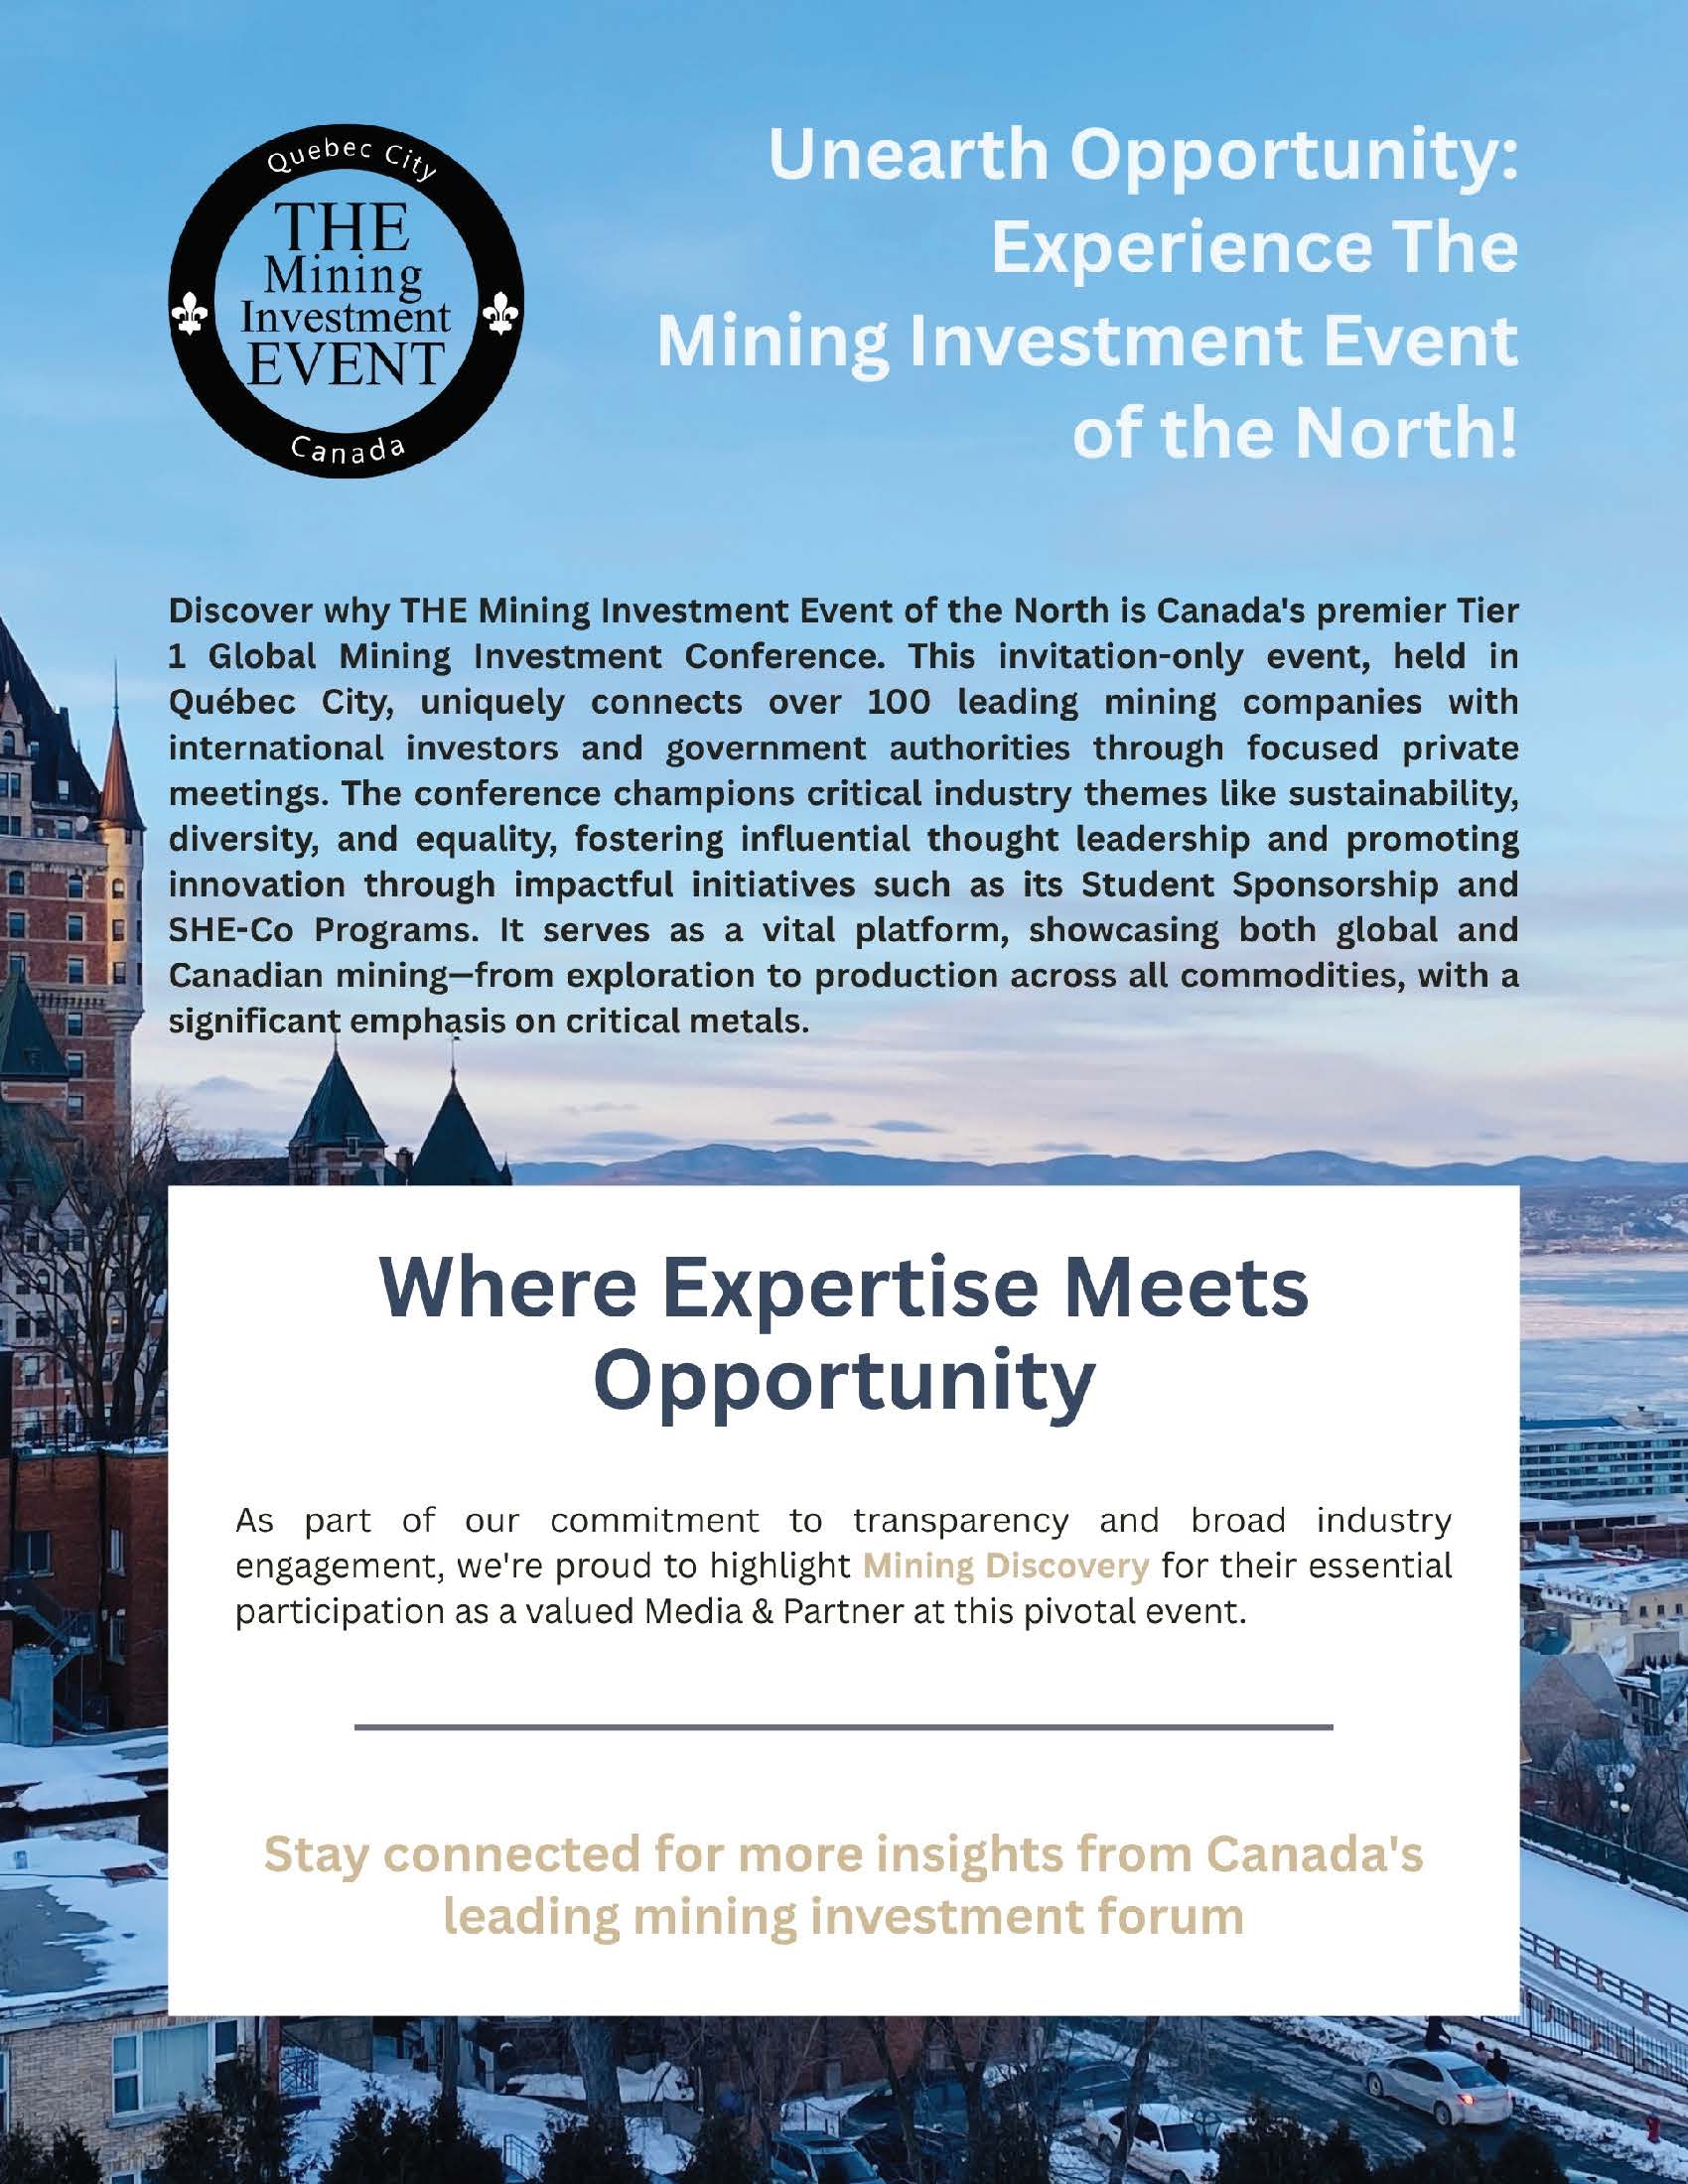 Quebec City
THE
Mining
Investment
EVENT
Canada
Unearth Opportunity:
Experience The
Mining Investment Event
of the North!
Discover why THE Mining Investment Event of the North is Canada's premier Tier
1 Global Mining Investment Conference. This invitation-only event, held in
Québec City, uniquely connects over 100 leading mining companies with
international investors and government authorities through focused private
meetings. The conference champions critical industry themes like sustainability,
diversity, and equality, fostering influential thought leadership and promoting
innovation through impactful initiatives such as its Student Sponsorship and
SHE-Co Programs. It serves as a vital platform, showcasing both global and
Canadian mining—from exploration to production across all commodities, with a
significant emphasis on critical metals.
Where Expertise Meets
Opportunity
As part of our commitment to transparency and broad industry
engagement, we're proud to highlight Mining Discovery for their essential
participation as a valued Media & Partner at this pivotal event.
Stay connected for more insights from Canada's
leading mining investment forum